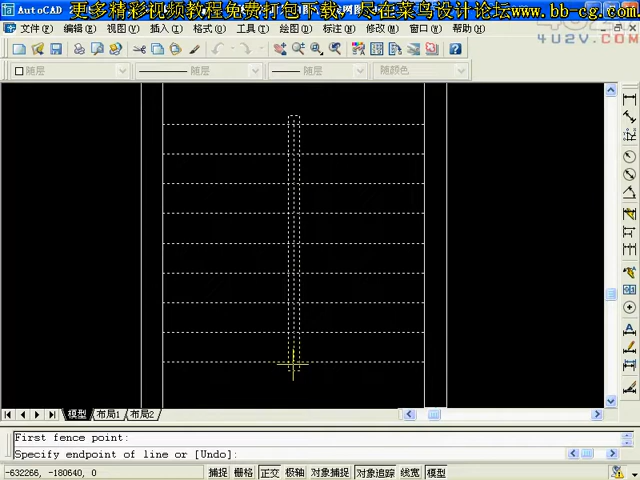 更多精彩视频教程免费打包下载，尽在菜鸟设计论坛www.bb-cg.com
AutoCAD
4U2V.COM
文件(F) 编辑(E) 视图(V) 插入(I) 格式(O) 工具(T) 绘图(D) 标注(N) 修改(M) 窗口(W) 帮助(H)
随层 随层 随层 随颜色
模型 布局1 布局2
First fence point:
Specify endpoint of line or [Undo]:
-632266, -180640, 0 捕捉 栅格 正交 极轴 对象捕捉 对象追踪 线宽 模型